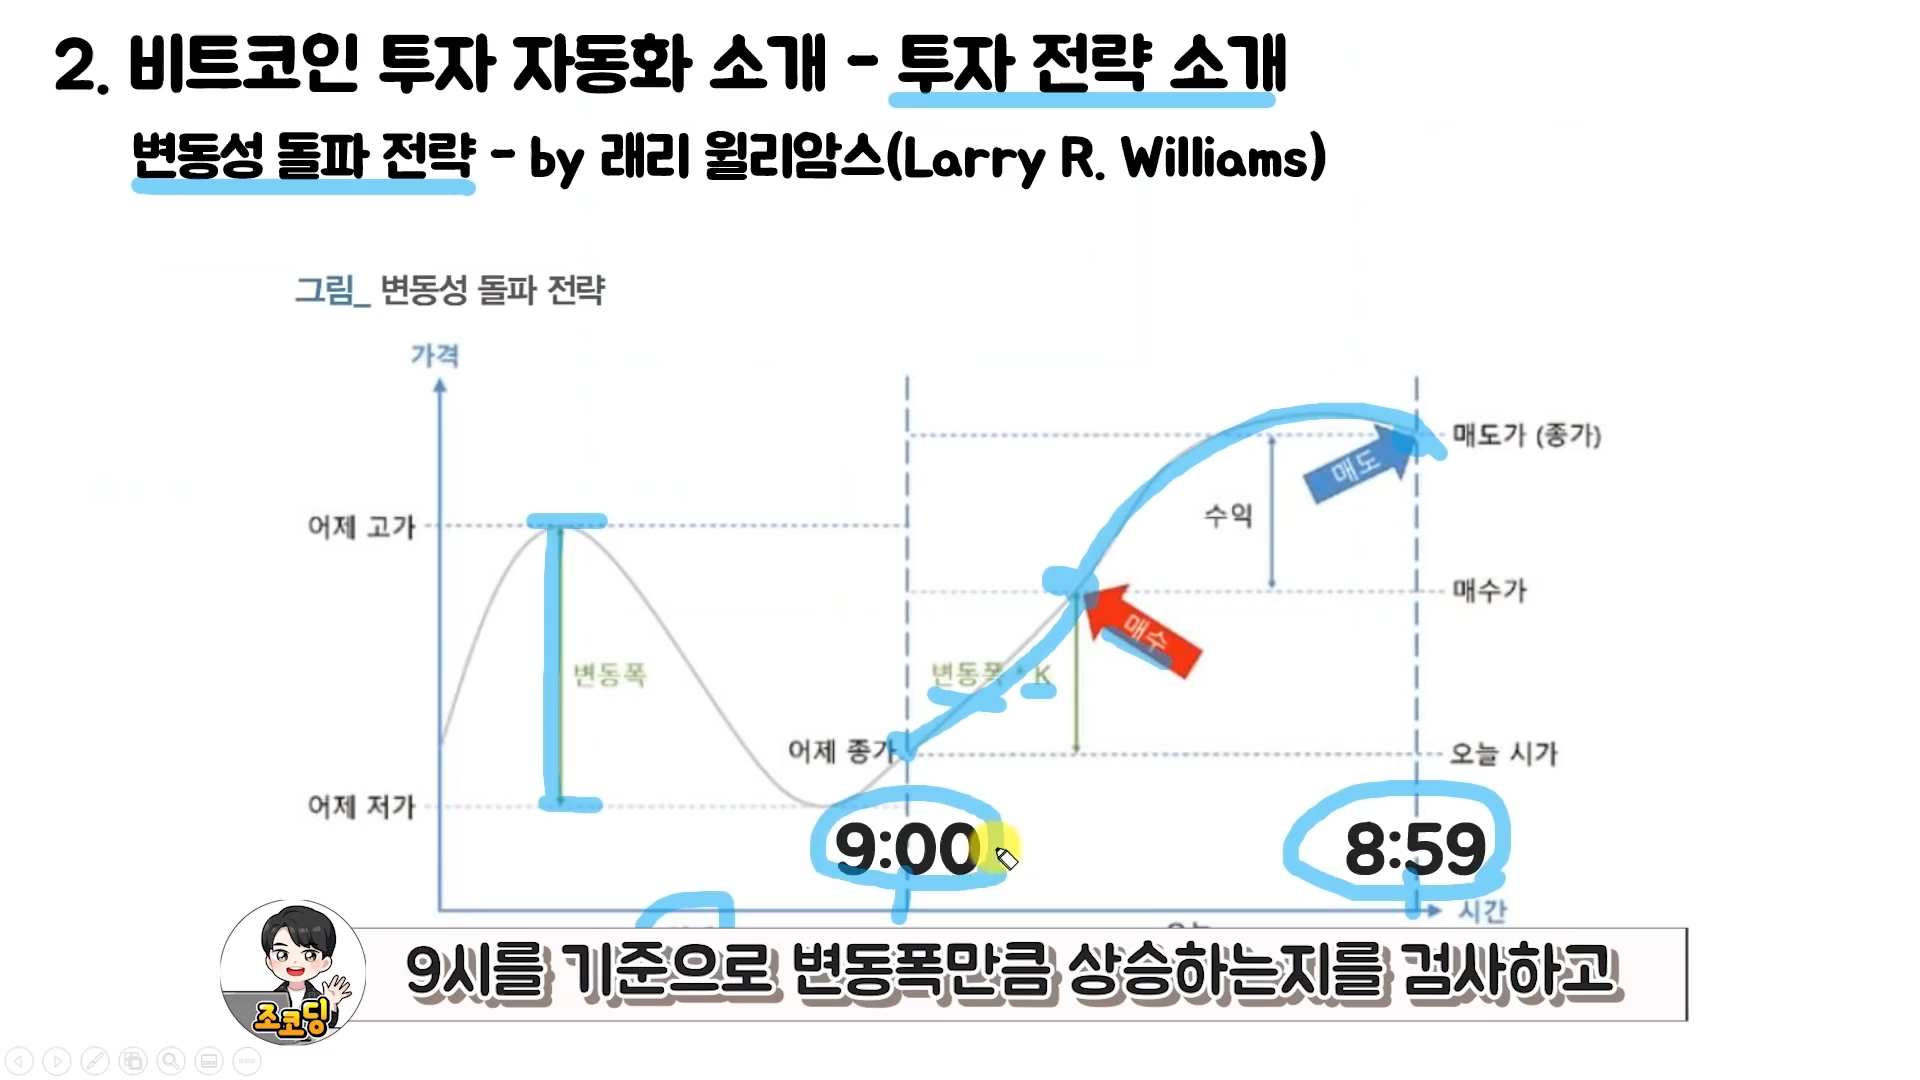 2. 비트코인 투자 자동화 소개 - 투자 전략 소개
변동성 돌파 전략 - by 래리 윌리암스(Larry R. Williams)
그림_ 변동성 돌파 전략
가격
매도가 (종가)
매도
어제 고가
수익
매수가
매수
변동폭
변동폭 * K
어제 종가
오늘 시가
어제 저가
9:00
8:59
시간
조코딩
9시를 기준으로 변동폭만큼 상승하는지를 검사하고